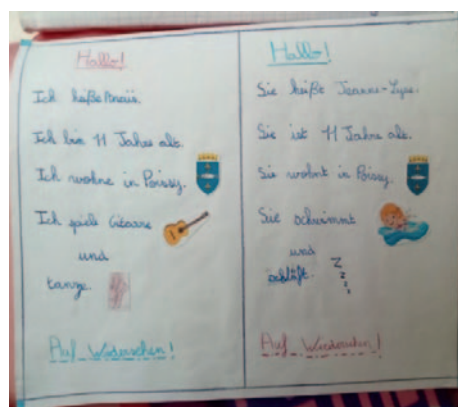 Hallo!
Ich heiße Anaïs.
Ich bin 11 Jahre alt.
Ich wohne in Poissy.
Ich spiele Gitarre
und
tanze.
Auf Wiedersehen!
Hallo!
Sie heiße Jeanne-Lyse.
Sie ist 11 Jahre alt.
Sie wohnt in Poissy.
Sie schwimmt
und
schläft.
Z
z
z
z
Auf Wiedersehen!